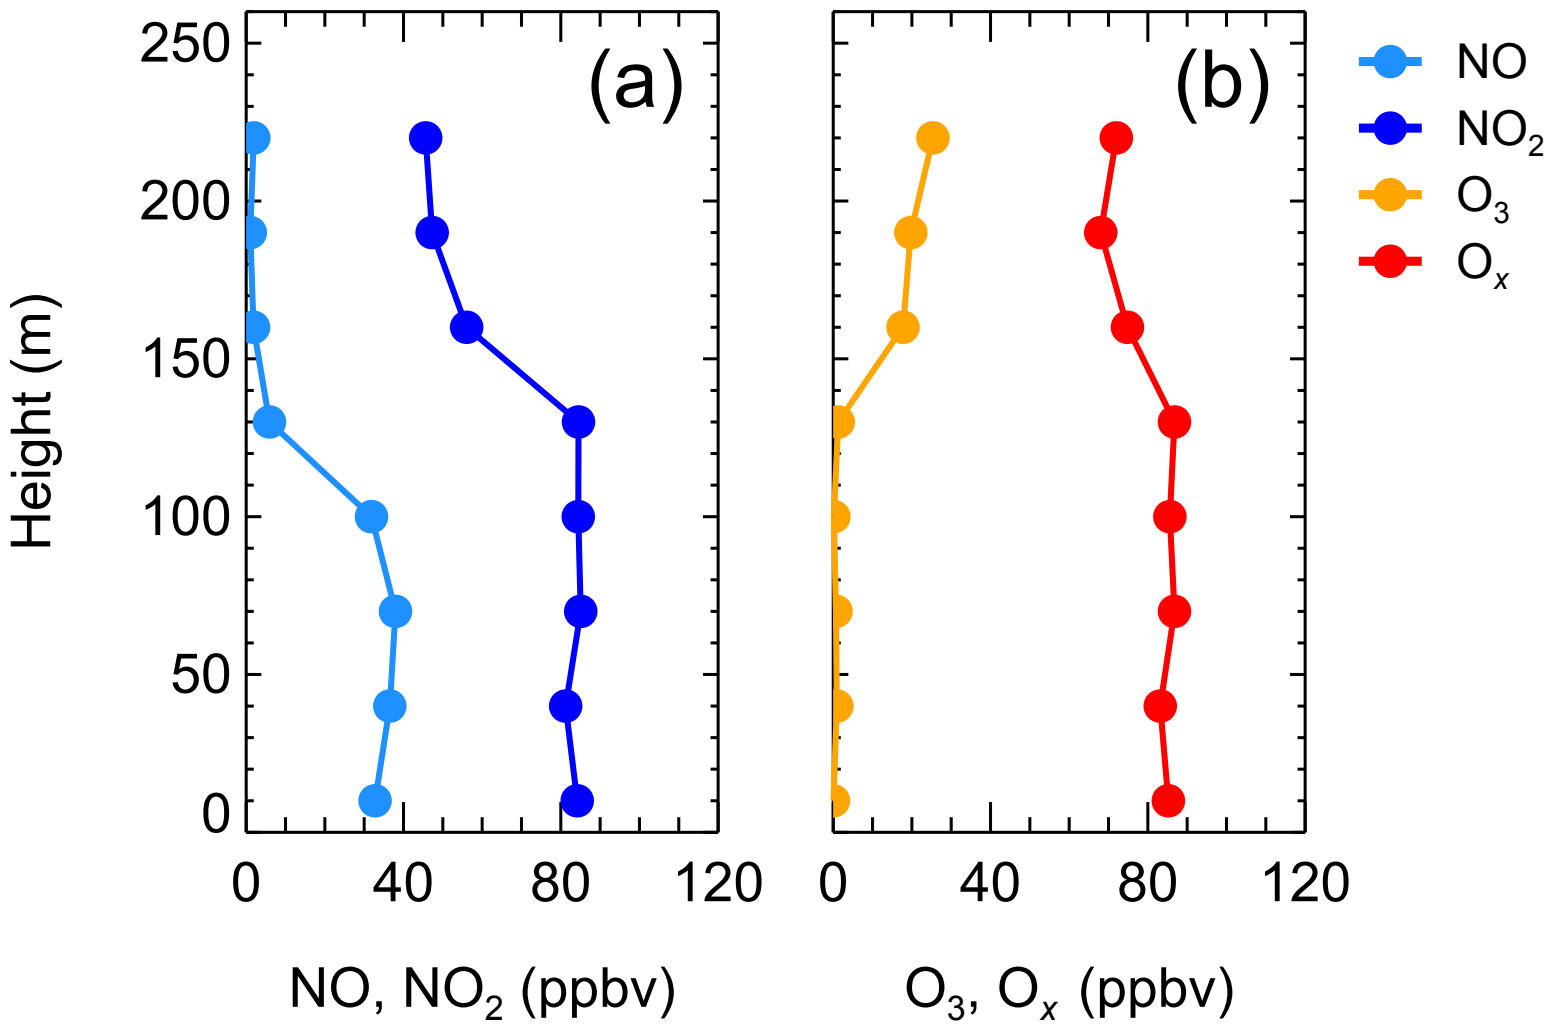 250
200
150
100
50
0
Height (m)
(a)
0 40 80 120
NO, NO₂ (ppbv)
(b)
0 40 80 120
O₃, Oₓ (ppbv)
NO
NO₂
O₃
Oₓ